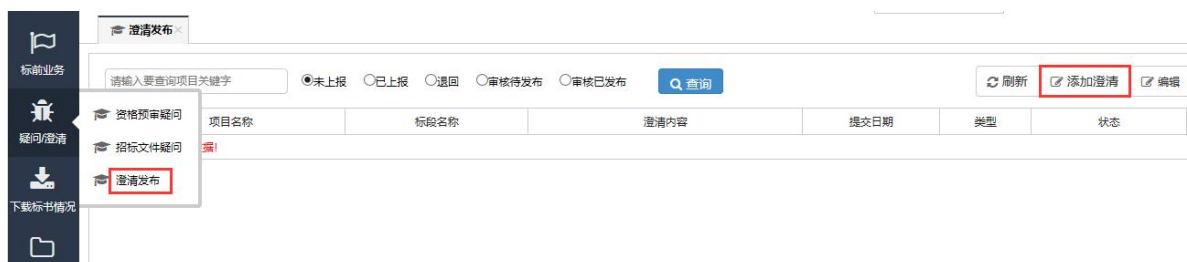 澄清发布×
标前业务
请输入要查询项目关键字 未上报 已上报 退回 审核待发布 审核已发布 查询 刷新 添加澄清 编辑
疑问/澄清
资格预审疑问
招标文件疑问
澄清发布
项目名称 标段名称 澄清内容 提交日期 类型 状态
据!
下载标书情况